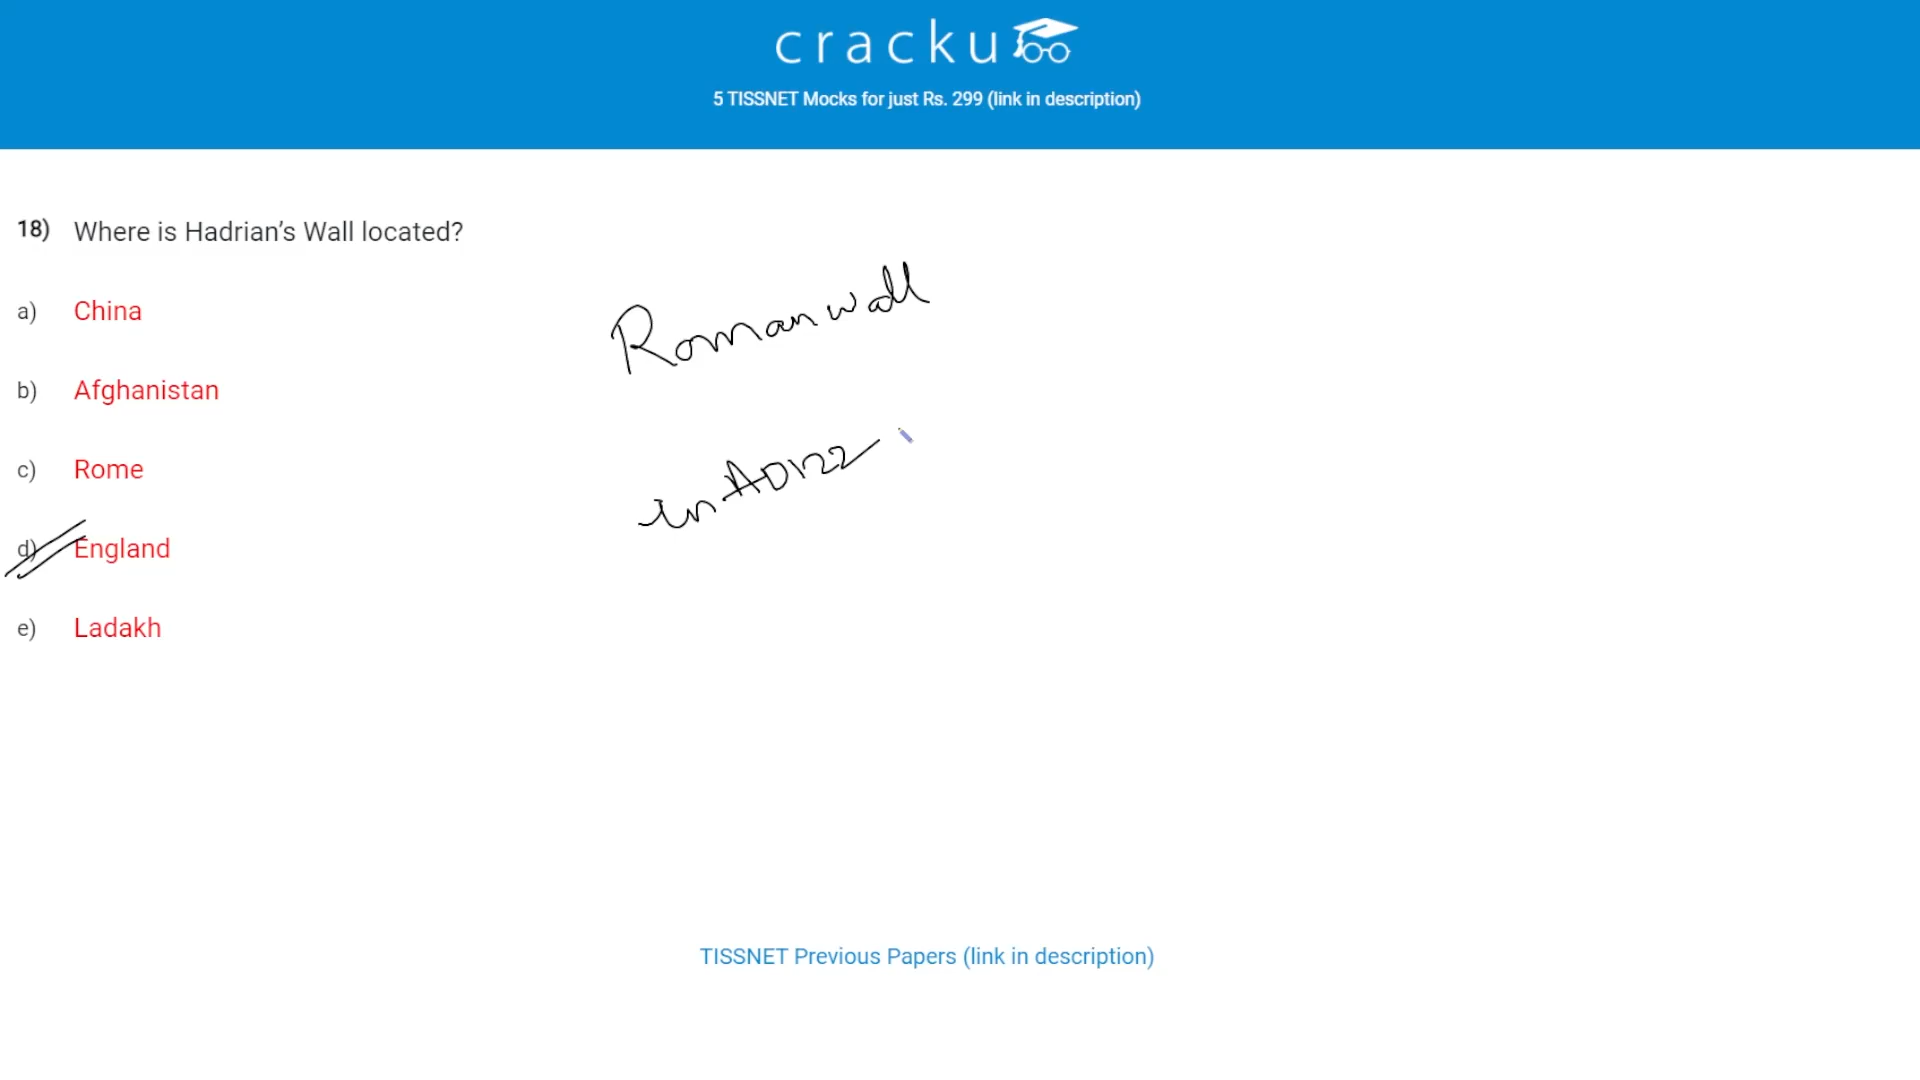 cracku
5 TISSNET Mocks for just Rs. 299 (link in description)
18) Where is Hadrian’s Wall located?
a) China
b) Afghanistan
c) Rome
d) England
e) Ladakh
Roman wall
in AD122
TISSNET Previous Papers (link in description)